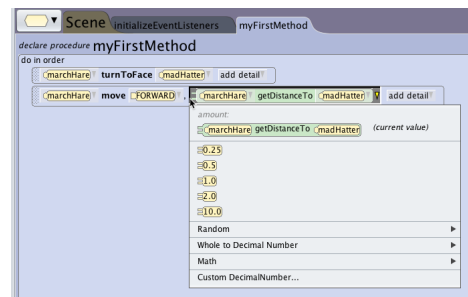 Scene initializeEventListeners myFirstMethod
declare procedure myFirstMethod
do in order
marchHare turnToFace madHatter add detail
marchHare move FORWARD , marchHare getDistanceTo madHatter add detail
amount:
marchHare getDistanceTo madHatter (current value)
0.25
0.5
1.0
2.0
10.0
Random
Whole to Decimal Number
Math
Custom DecimalNumber...